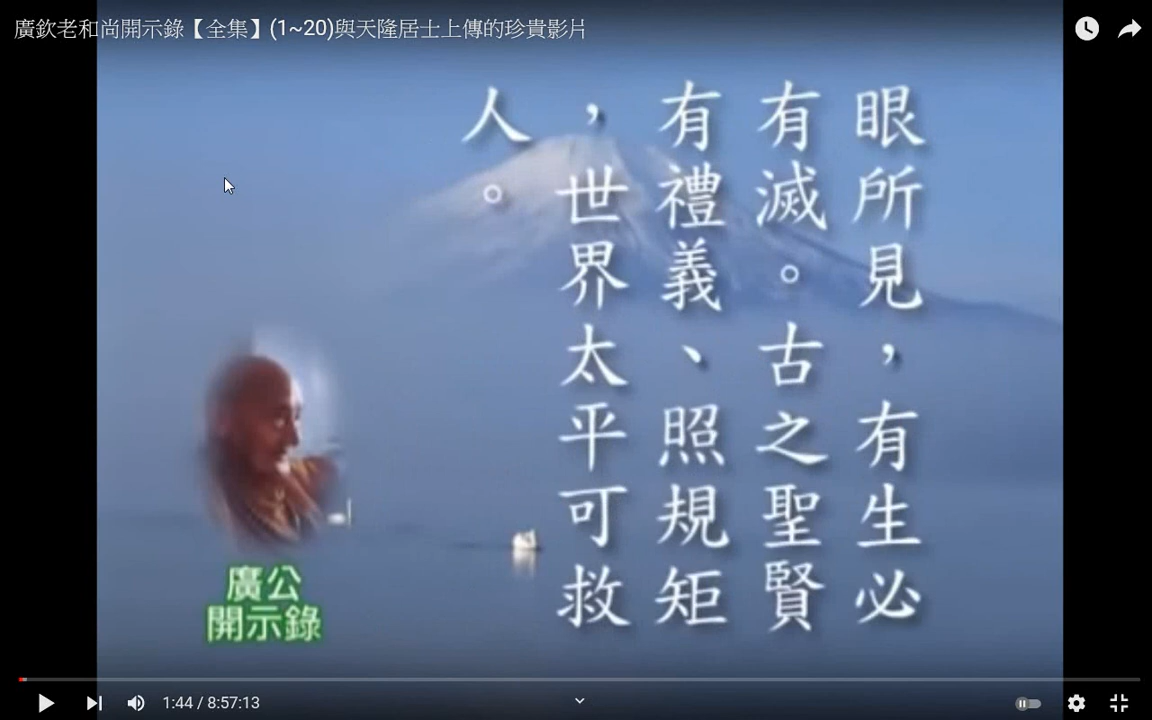 廣欽老和尚開示錄【全集】(1~20)與天隆居士上傳的珍貴影片
眼所見，有生必
有滅。古之聖賢
有禮義、照規矩
，世界太平可救
人。
廣公
開示錄
1:44 / 8:57:13